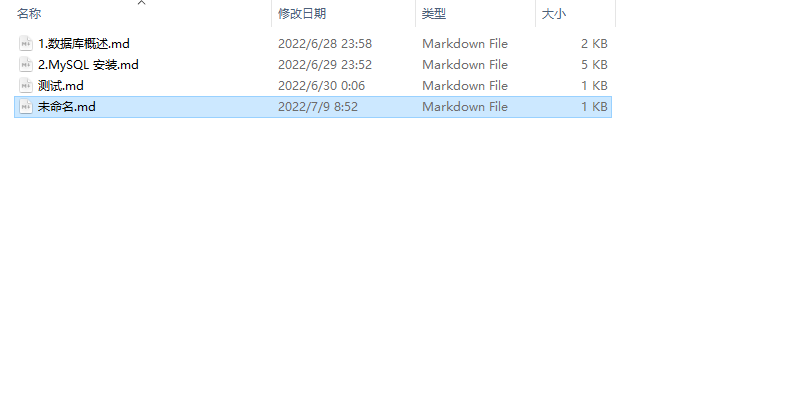 名称 修改日期 类型 大小
1.数据库概述.md 2022/6/28 23:58 Markdown File 2 KB
2.MySQL 安装.md 2022/6/29 23:52 Markdown File 5 KB
测试.md 2022/6/30 0:06 Markdown File 1 KB
未命名.md 2022/7/9 8:52 Markdown File 1 KB